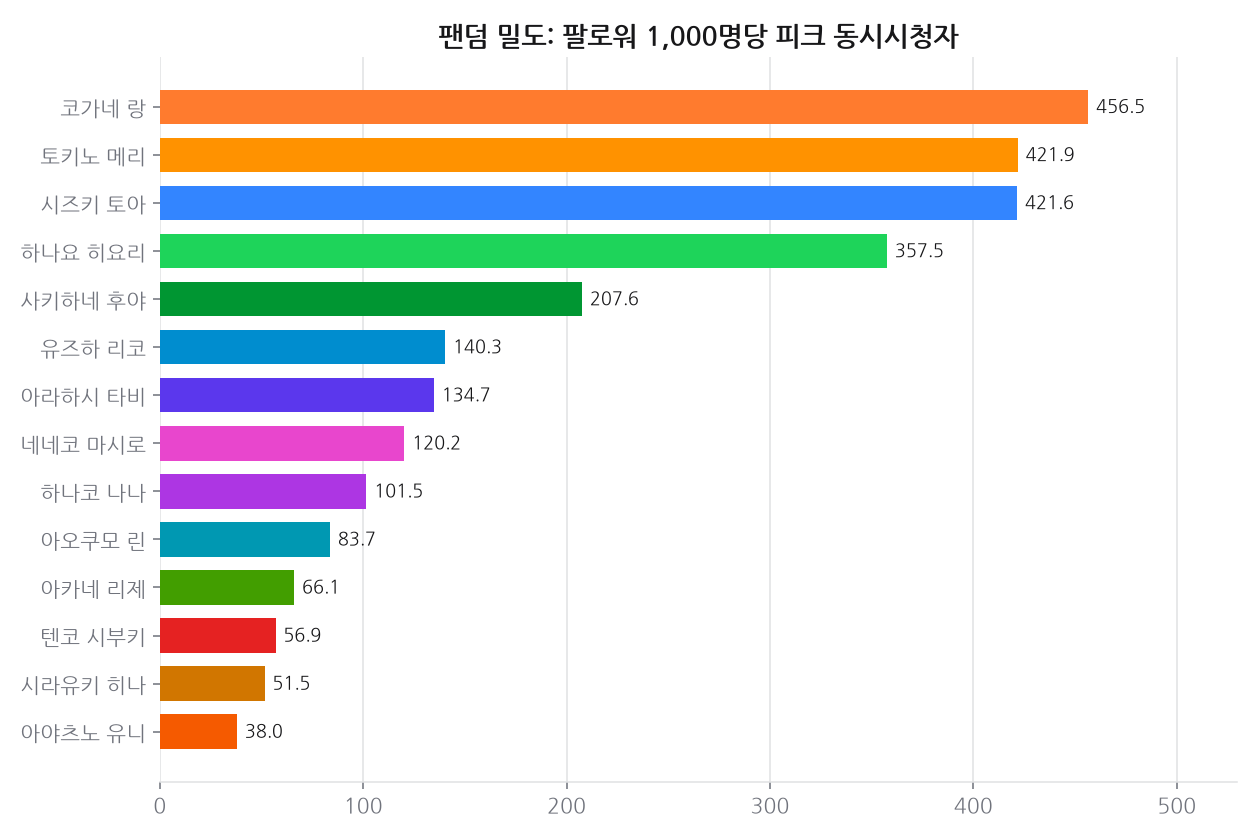 팬덤 밀도: 팔로워 1,000명당 피크 동시시청자
코가네 랑 456.5
토키노 메리 421.9
시즈키 토아 421.6
하나요 히요리 357.5
사키하네 후야 207.6
유즈하 리코 140.3
아라하시 타비 134.7
네네코 마시로 120.2
하나코 나나 101.5
아오쿠모 린 83.7
아카네 리제 66.1
텐코 시부키 56.9
시라유키 히나 51.5
아야츠노 유니 38.0
0 100 200 300 400 500